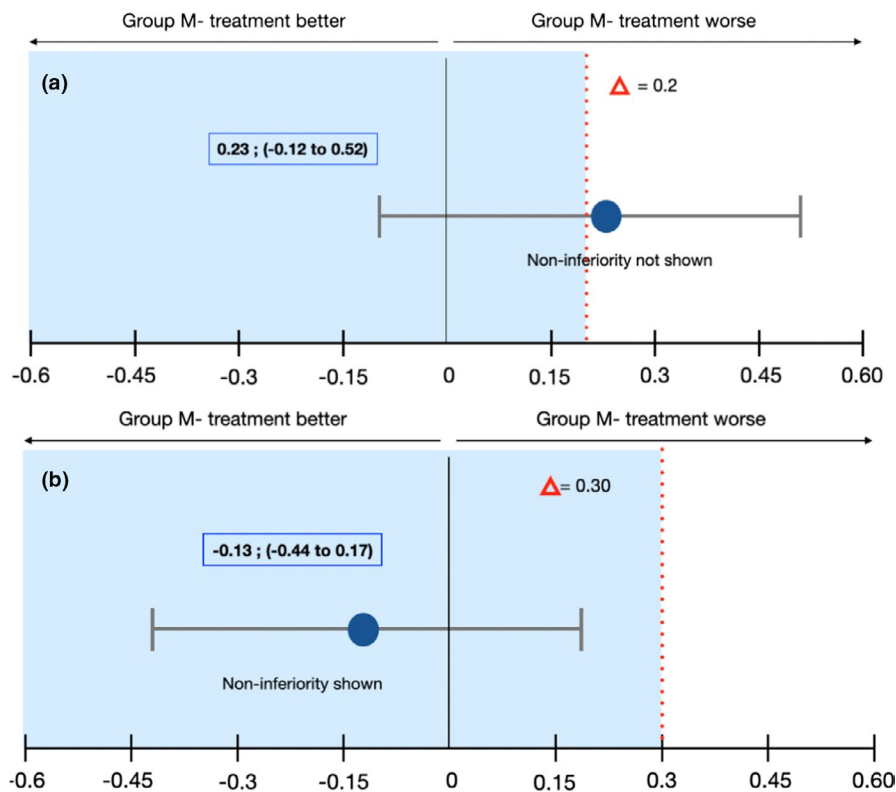 Group M- treatment better Group M- treatment worse
(a)
Δ = 0.2
0.23 ; (-0.12 to 0.52)
Non-inferiority not shown
-0.6 -0.45 -0.3 -0.15 0 0.15 0.3 0.45 0.60
Group M- treatment better Group M- treatment worse
(b)
Δ= 0.30
-0.13 ; (-0.44 to 0.17)
Non-inferiority shown
-0.6 -0.45 -0.3 -0.15 0 0.15 0.3 0.45 0.6